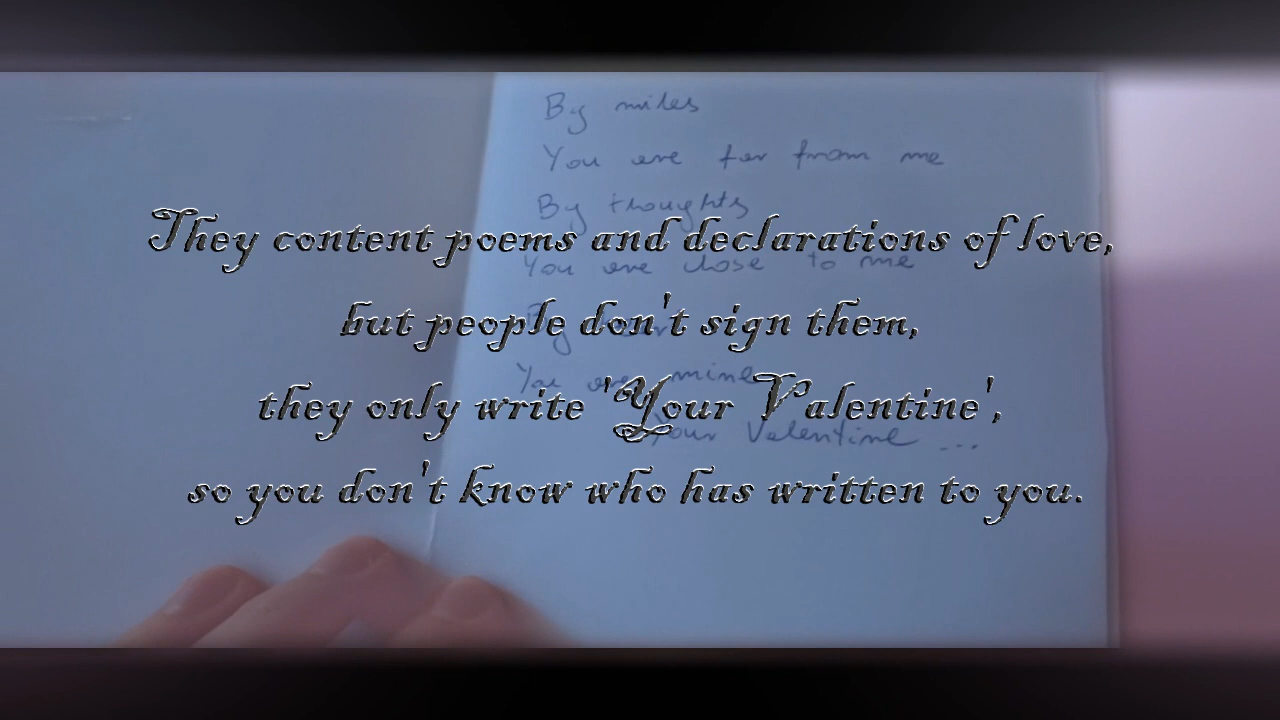 By miles
You are far from me
By thoughts
They content poems and declarations of love,
You are close to me
but people don't sign them,
You are mine
they only write 'Your Valentine',
Your Valentine ...
so you don't know who has written to you.